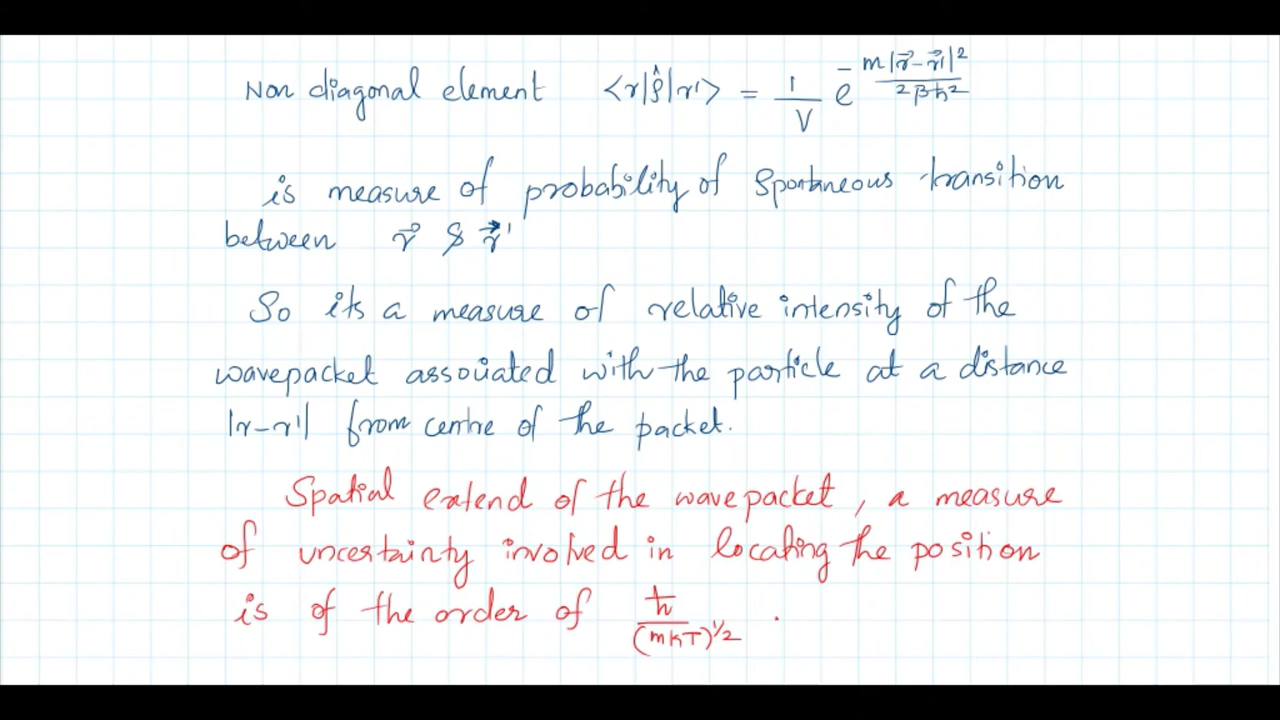 Non diagonal element <r|ρ̂|r'> = 1/V e^(-m|r⃗-r⃗'|²/2βħ²)
is measure of probability of spontaneous transition
between r⃗ & r⃗'
So its a measure of relative intensity of the
wavepacket associated with the particle at a distance
|r-r'| from centre of the packet.
Spatial extend of the wavepacket, a measure
of uncertainty involved in locating the position
is of the order of ħ/(mkT)^1/2 .